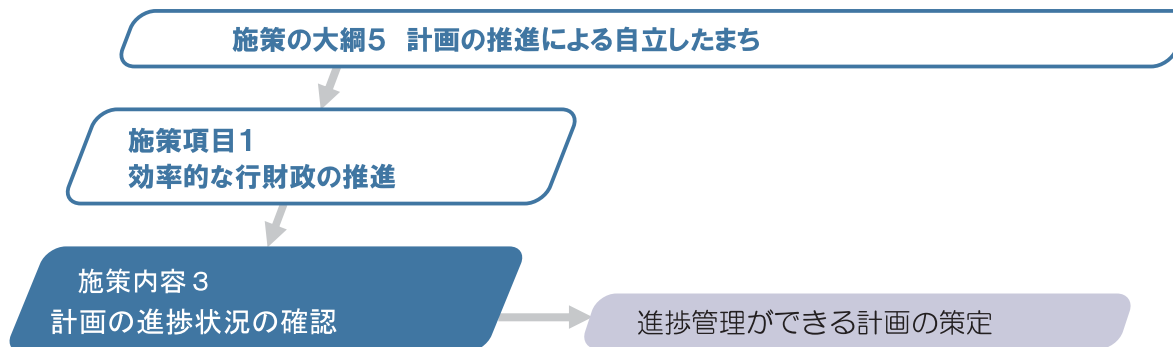 施策の大綱5 計画の推進による自立したまち
施策項目1
効率的な行財政の推進
施策内容3
計画の進捗状況の確認
進捗管理ができる計画の策定